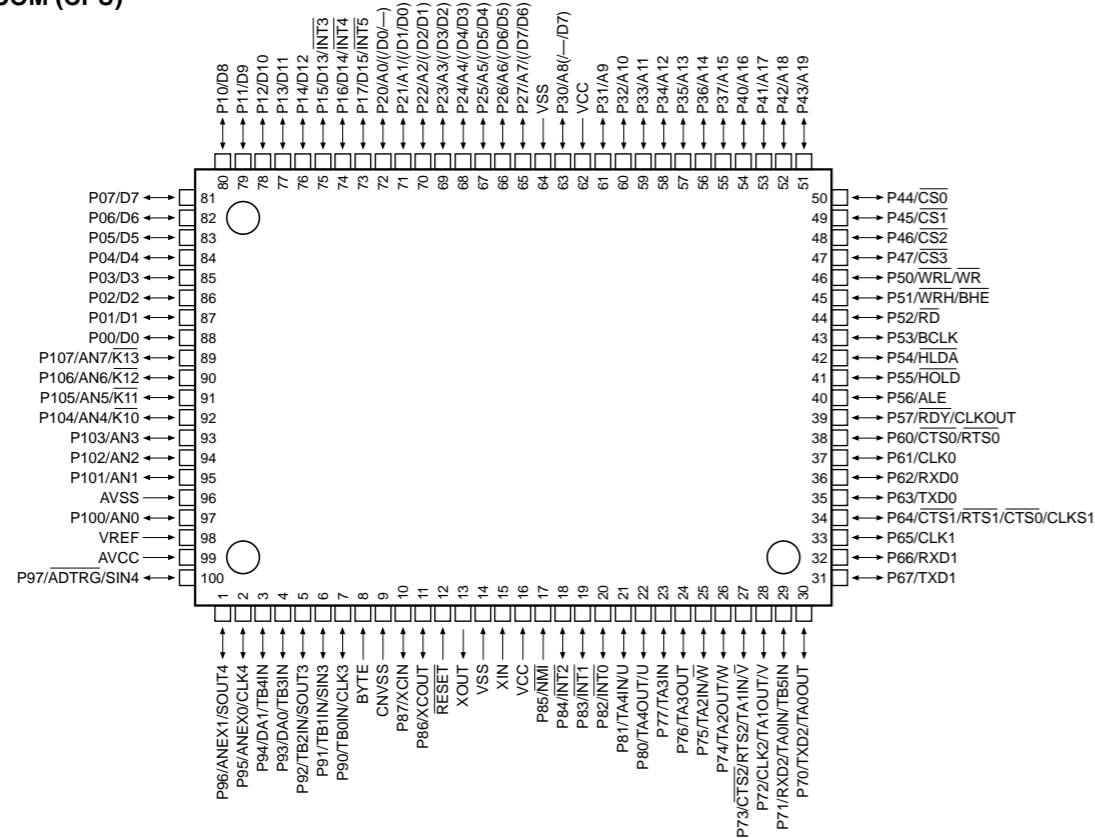 P10/D8
P11/D9
P12/D10
P13/D11
P14/D12
P15/D13/INT3
P16/D14/INT4
P17/D15/INT5
P20/A0/(/D0/—)
P21/A1/(/D1/D0)
P22/A2/(/D2/D1)
P23/A3/(/D3/D2)
P24/A4/(/D4/D3)
P25/A5/(/D5/D4)
P26/A6/(/D6/D5)
P27/A7/(/D7/D6)
VSS
P30/A8(/—/D7)
VCC
P31/A9
P32/A10
P33/A11
P34/A12
P35/A13
P36/A14
P37/A15
P40/A16
P41/A17
P42/A18
P43/A19
80 79 78 77 76 75 74 73 72 71 70 69 68 67 66 65 64 63 62 61 60 59 58 57 56 55 54 53 52 51
P07/D7 81
P06/D6 82
P05/D5 83
P04/D4 84
P03/D3 85
P02/D2 86
P01/D1 87
P00/D0 88
P107/AN7/K13 89
P106/AN6/K12 90
P105/AN5/K11 91
P104/AN4/K10 92
P103/AN3 93
P102/AN2 94
P101/AN1 95
AVSS 96
P100/AN0 97
VREF 98
AVCC 99
P97/ADTRG/SIN4 100
50 P44/CS0
49 P45/CS1
48 P46/CS2
47 P47/CS3
46 P50/WRL/WR
45 P51/WRH/BHE
44 P52/RD
43 P53/BCLK
42 P54/HLDA
41 P55/HOLD
40 P56/ALE
39 P57/RDY/CLKOUT
38 P60/CTS0/RTS0
37 P61/CLK0
36 P62/RXD0
35 P63/TXD0
34 P64/CTS1/RTS1/CTS0/CLKS1
33 P65/CLK1
32 P66/RXD1
31 P67/TXD1
1 2 3 4 5 6 7 8 9 10 11 12 13 14 15 16 17 18 19 20 21 22 23 24 25 26 27 28 29 30
P96/ANEX1/SOUT4
P95/ANEX0/CLK4
P94/DA1/TB4IN
P93/DA0/TB3IN
P92/TB2IN/SOUT3
P91/TB1IN/SIN3
P90/TB0IN/CLK3
BYTE
CNVSS
P87/XCIN
P86/XCOUT
RESET
XOUT
VSS
XIN
VCC
P85/NMI
P84/INT2
P83/INT1
P82/INT0
P81/TA4IN/U
P80/TA4OUT/U
P77/TA3IN
P76/TA3OUT
P75/TA2IN/W
P74/TA2OUT/W
P73/CTS2/RTS2/TA1IN/V
P72/CLK2/TA1OUT/V
P71/RXD2/TA0IN/TB5IN
P70/TXD2/TA0OUT